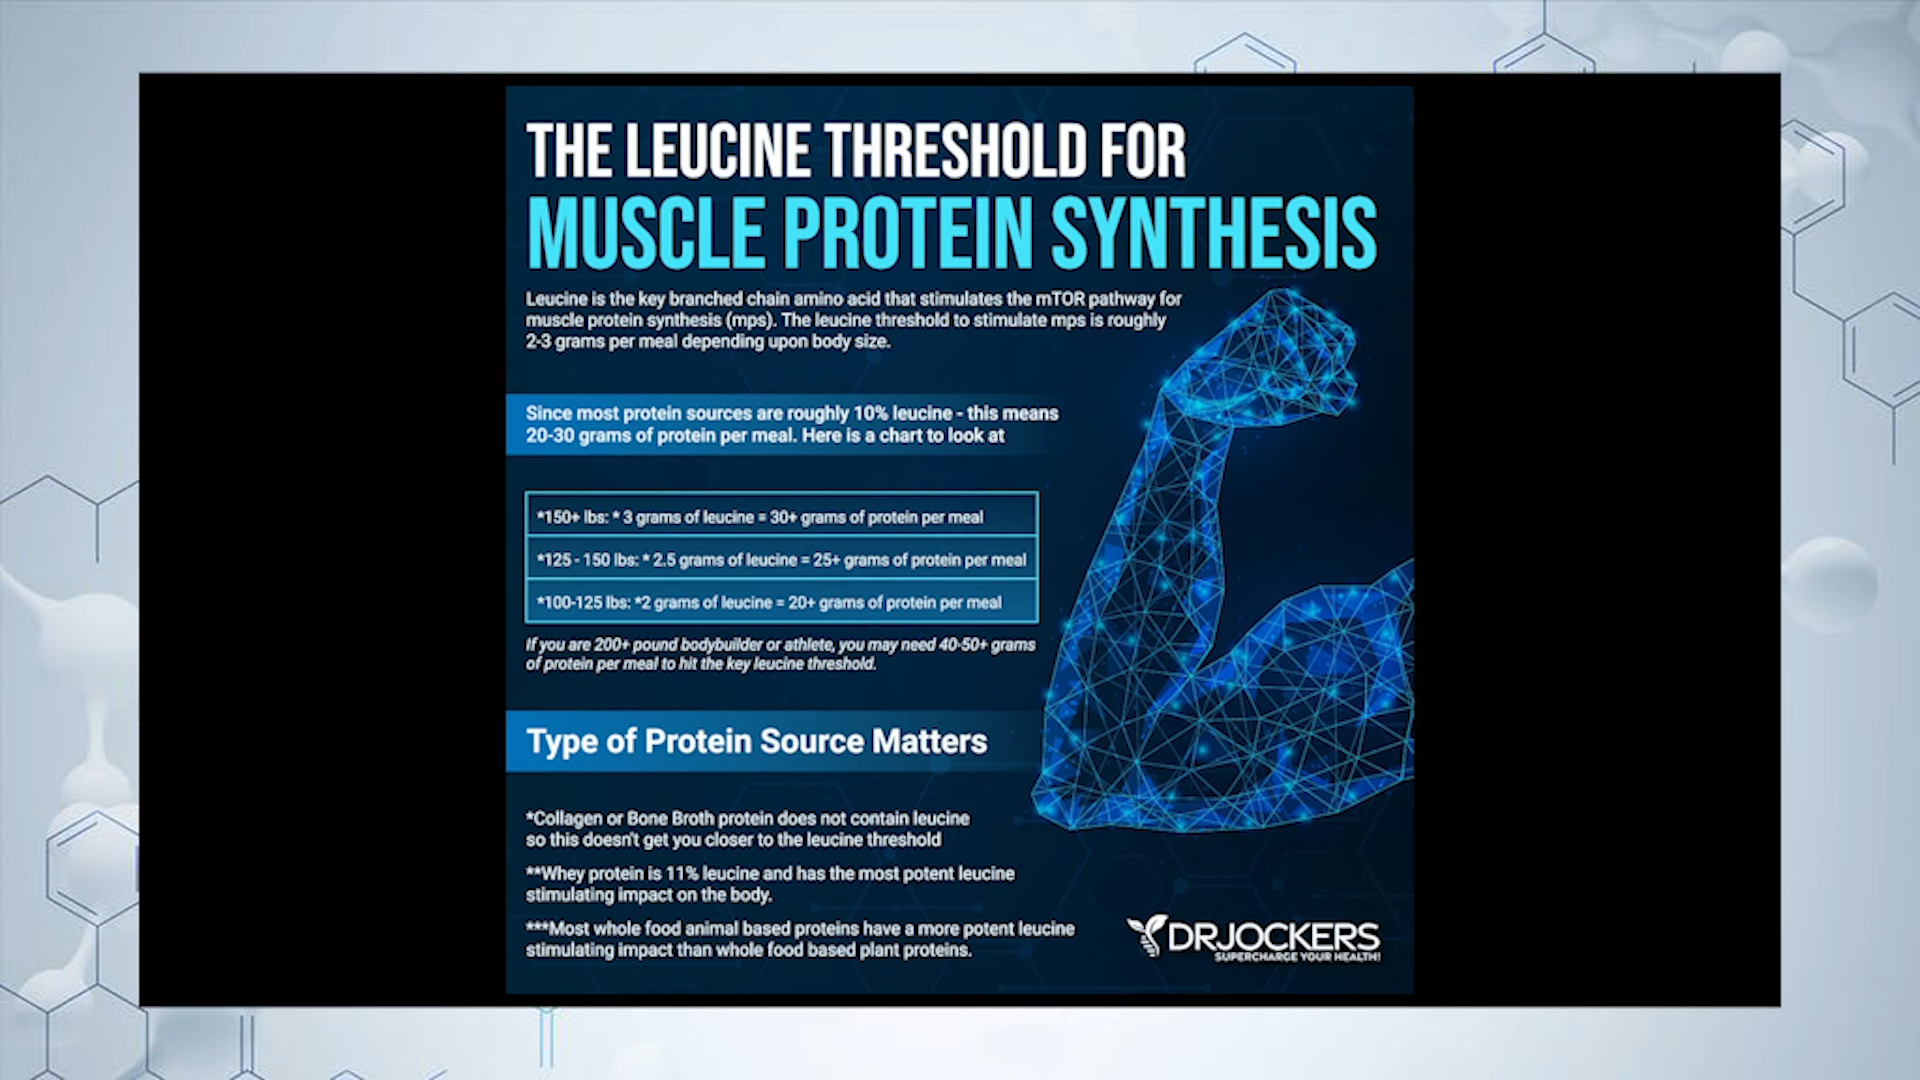 THE LEUCINE THRESHOLD FOR
MUSCLE PROTEIN SYNTHESIS
Leucine is the key branched chain amino acid that stimulates the mTOR pathway for
muscle protein synthesis (mps). The leucine threshold to stimulate mps is roughly
2-3 grams per meal depending upon body size.
Since most protein sources are roughly 10% leucine - this means
20-30 grams of protein per meal. Here is a chart to look at
*150+ lbs: * 3 grams of leucine = 30+ grams of protein per meal
*125 - 150 lbs: * 2.5 grams of leucine = 25+ grams of protein per meal
*100-125 lbs: *2 grams of leucine = 20+ grams of protein per meal
If you are 200+ pound bodybuilder or athlete, you may need 40-50+ grams
of protein per meal to hit the key leucine threshold.
Type of Protein Source Matters
*Collagen or Bone Broth protein does not contain leucine
so this doesn't get you closer to the leucine threshold
**Whey protein is 11% leucine and has the most potent leucine
stimulating impact on the body.
***Most whole food animal based proteins have a more potent leucine
stimulating impact than whole food based plant proteins.
DRJOCKERS
SUPERCHARGE YOUR HEALTH!